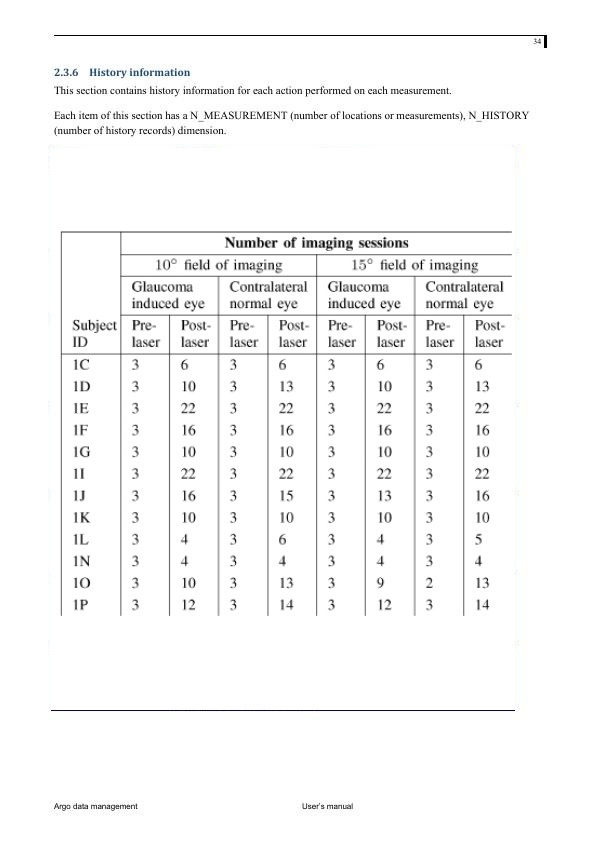 34
2.3.6 History information
This section contains history information for each action performed on each measurement.
Each item of this section has a N_MEASUREMENT (number of locations or measurements), N_HISTORY
(number of history records) dimension.
Number of imaging sessions
10° field of imaging 15° field of imaging
Glaucoma Contralateral Glaucoma Contralateral
induced eye normal eye induced eye normal eye
Subject Pre- Post- Pre- Post- Pre- Post- Pre- Post-
ID laser laser laser laser laser laser laser laser
1C 3 6 3 6 3 6 3 6
1D 3 10 3 13 3 10 3 13
1E 3 22 3 22 3 22 3 22
1F 3 16 3 16 3 16 3 16
1G 3 10 3 10 3 10 3 10
1I 3 22 3 22 3 22 3 22
1J 3 16 3 15 3 13 3 16
1K 3 10 3 10 3 10 3 10
1L 3 4 3 6 3 4 3 5
1N 3 4 3 4 3 4 3 4
1O 3 10 3 13 3 9 2 13
1P 3 12 3 14 3 12 3 14
Argo data management User's manual